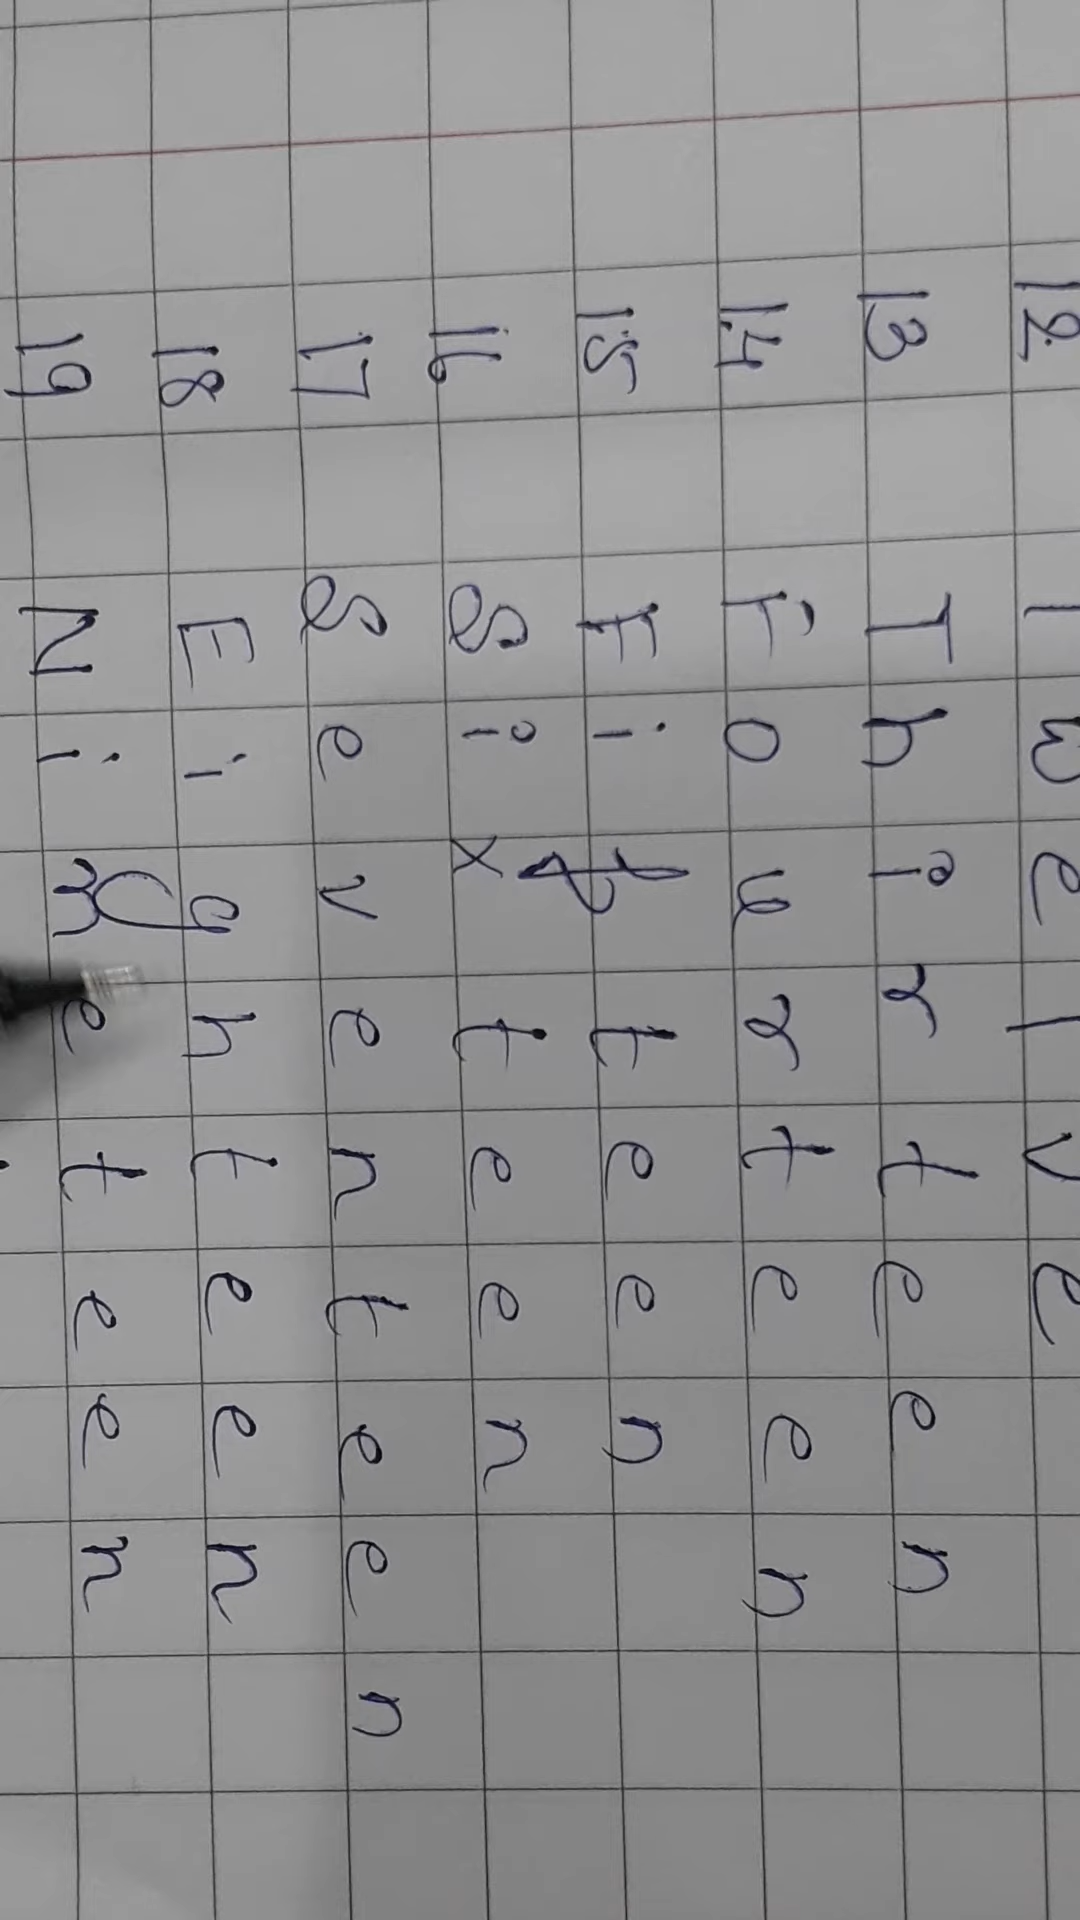 12 Twelve
13 Thirteen
14 Fourteen
15 Fifteen
16 Sixteen
17 Seventeen
18 Eighteen
19 Nineteen